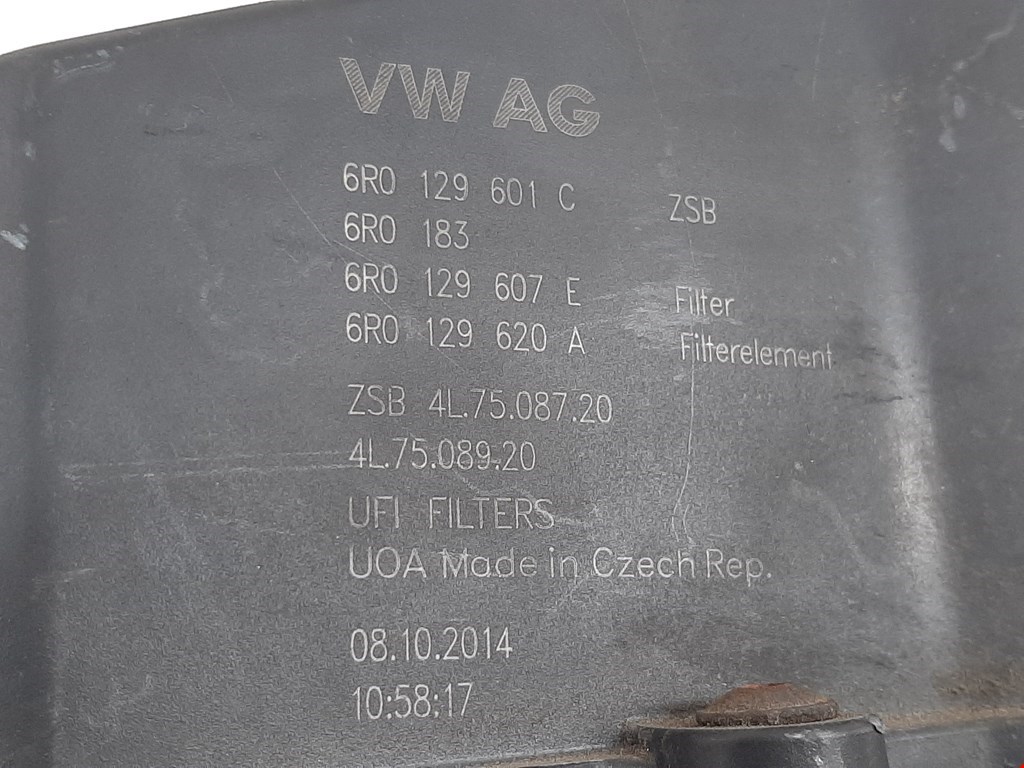 VW AG
6R0 129 601 C ZSB
6R0 183
6R0 129 607 E Filter
6R0 129 620 A Filterelement
ZSB 4L.75.087.20
4L.75.089.20
UFI FILTERS
UOA Made in Czech Rep.
08.10.2014
10:58:17